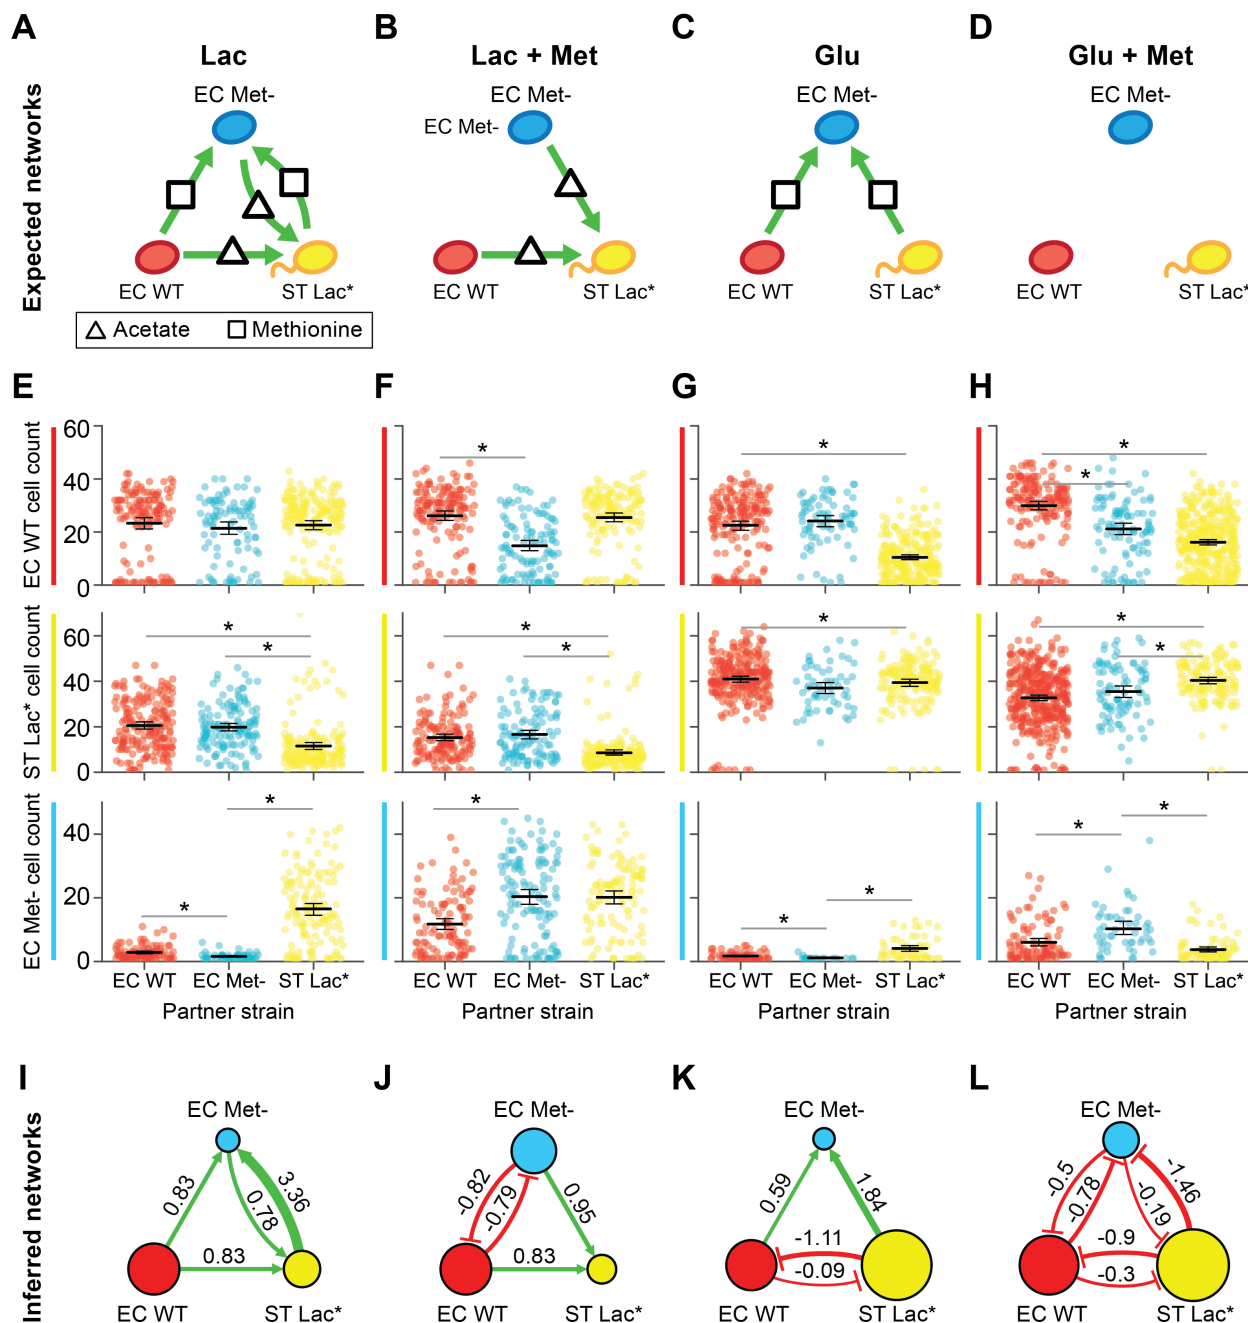 A
B
C
D
Lac
Lac + Met
Glu
Glu + Met
Expected networks
EC Met-
EC Met-
EC Met-
EC Met-
EC Met-
EC WT
ST Lac*
EC WT
ST Lac*
EC WT
ST Lac*
EC WT
ST Lac*
Acetate
Methionine
E
F
G
H
EC WT cell count
60
40
20
0
*
*
*
*
ST Lac* cell count
60
40
20
0
*
*
*
*
*
*
*
EC Met- cell count
40
20
0
*
*
*
*
*
*
*
EC WT EC Met- ST Lac*
EC WT EC Met- ST Lac*
EC WT EC Met- ST Lac*
EC WT EC Met- ST Lac*
Partner strain
Partner strain
Partner strain
Partner strain
I
J
K
L
Inferred networks
EC Met-
EC Met-
EC Met-
EC Met-
0.83
0.78
3.36
0.83
-0.82
-0.79
0.95
0.83
0.59
1.84
-1.11
-0.09
-0.5
-0.78
-0.19
-1.46
-0.9
-0.3
EC WT
ST Lac*
EC WT
ST Lac*
EC WT
ST Lac*
EC WT
ST Lac*